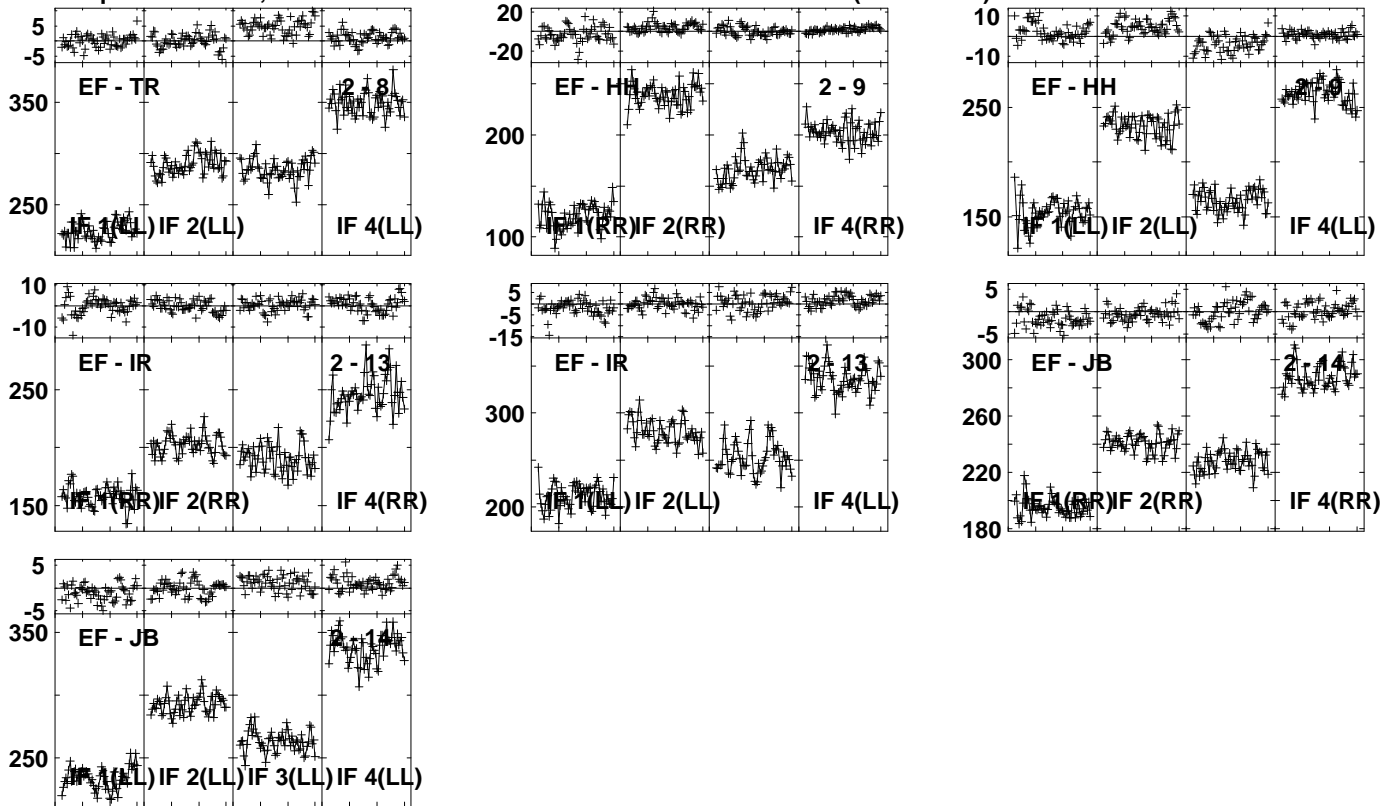 5
-5
EF - TR
2 - 8
350
250
IF 1(LL) IF 2(LL) IF 4(LL)
20
-20
EF - HH
2 - 9
200
100
IF 1(RR) IF 2(RR) IF 4(RR)
10
-10
EF - HH
2 - 9
250
150
IF 1(LL) IF 2(LL) IF 4(LL)
10
-10
EF - IR
2 - 13
250
150
IF 1(RR) IF 2(RR) IF 4(RR)
5
-5
-15
EF - IR
2 - 13
300
200
IF 1(LL) IF 2(LL) IF 4(LL)
5
-5
EF - JB
2 - 14
300
260
220
180
IF 1(RR) IF 2(RR) IF 4(RR)
5
-5
EF - JB
2 - 14
350
250
IF 1(LL) IF 2(LL) IF 3(LL) IF 4(LL)